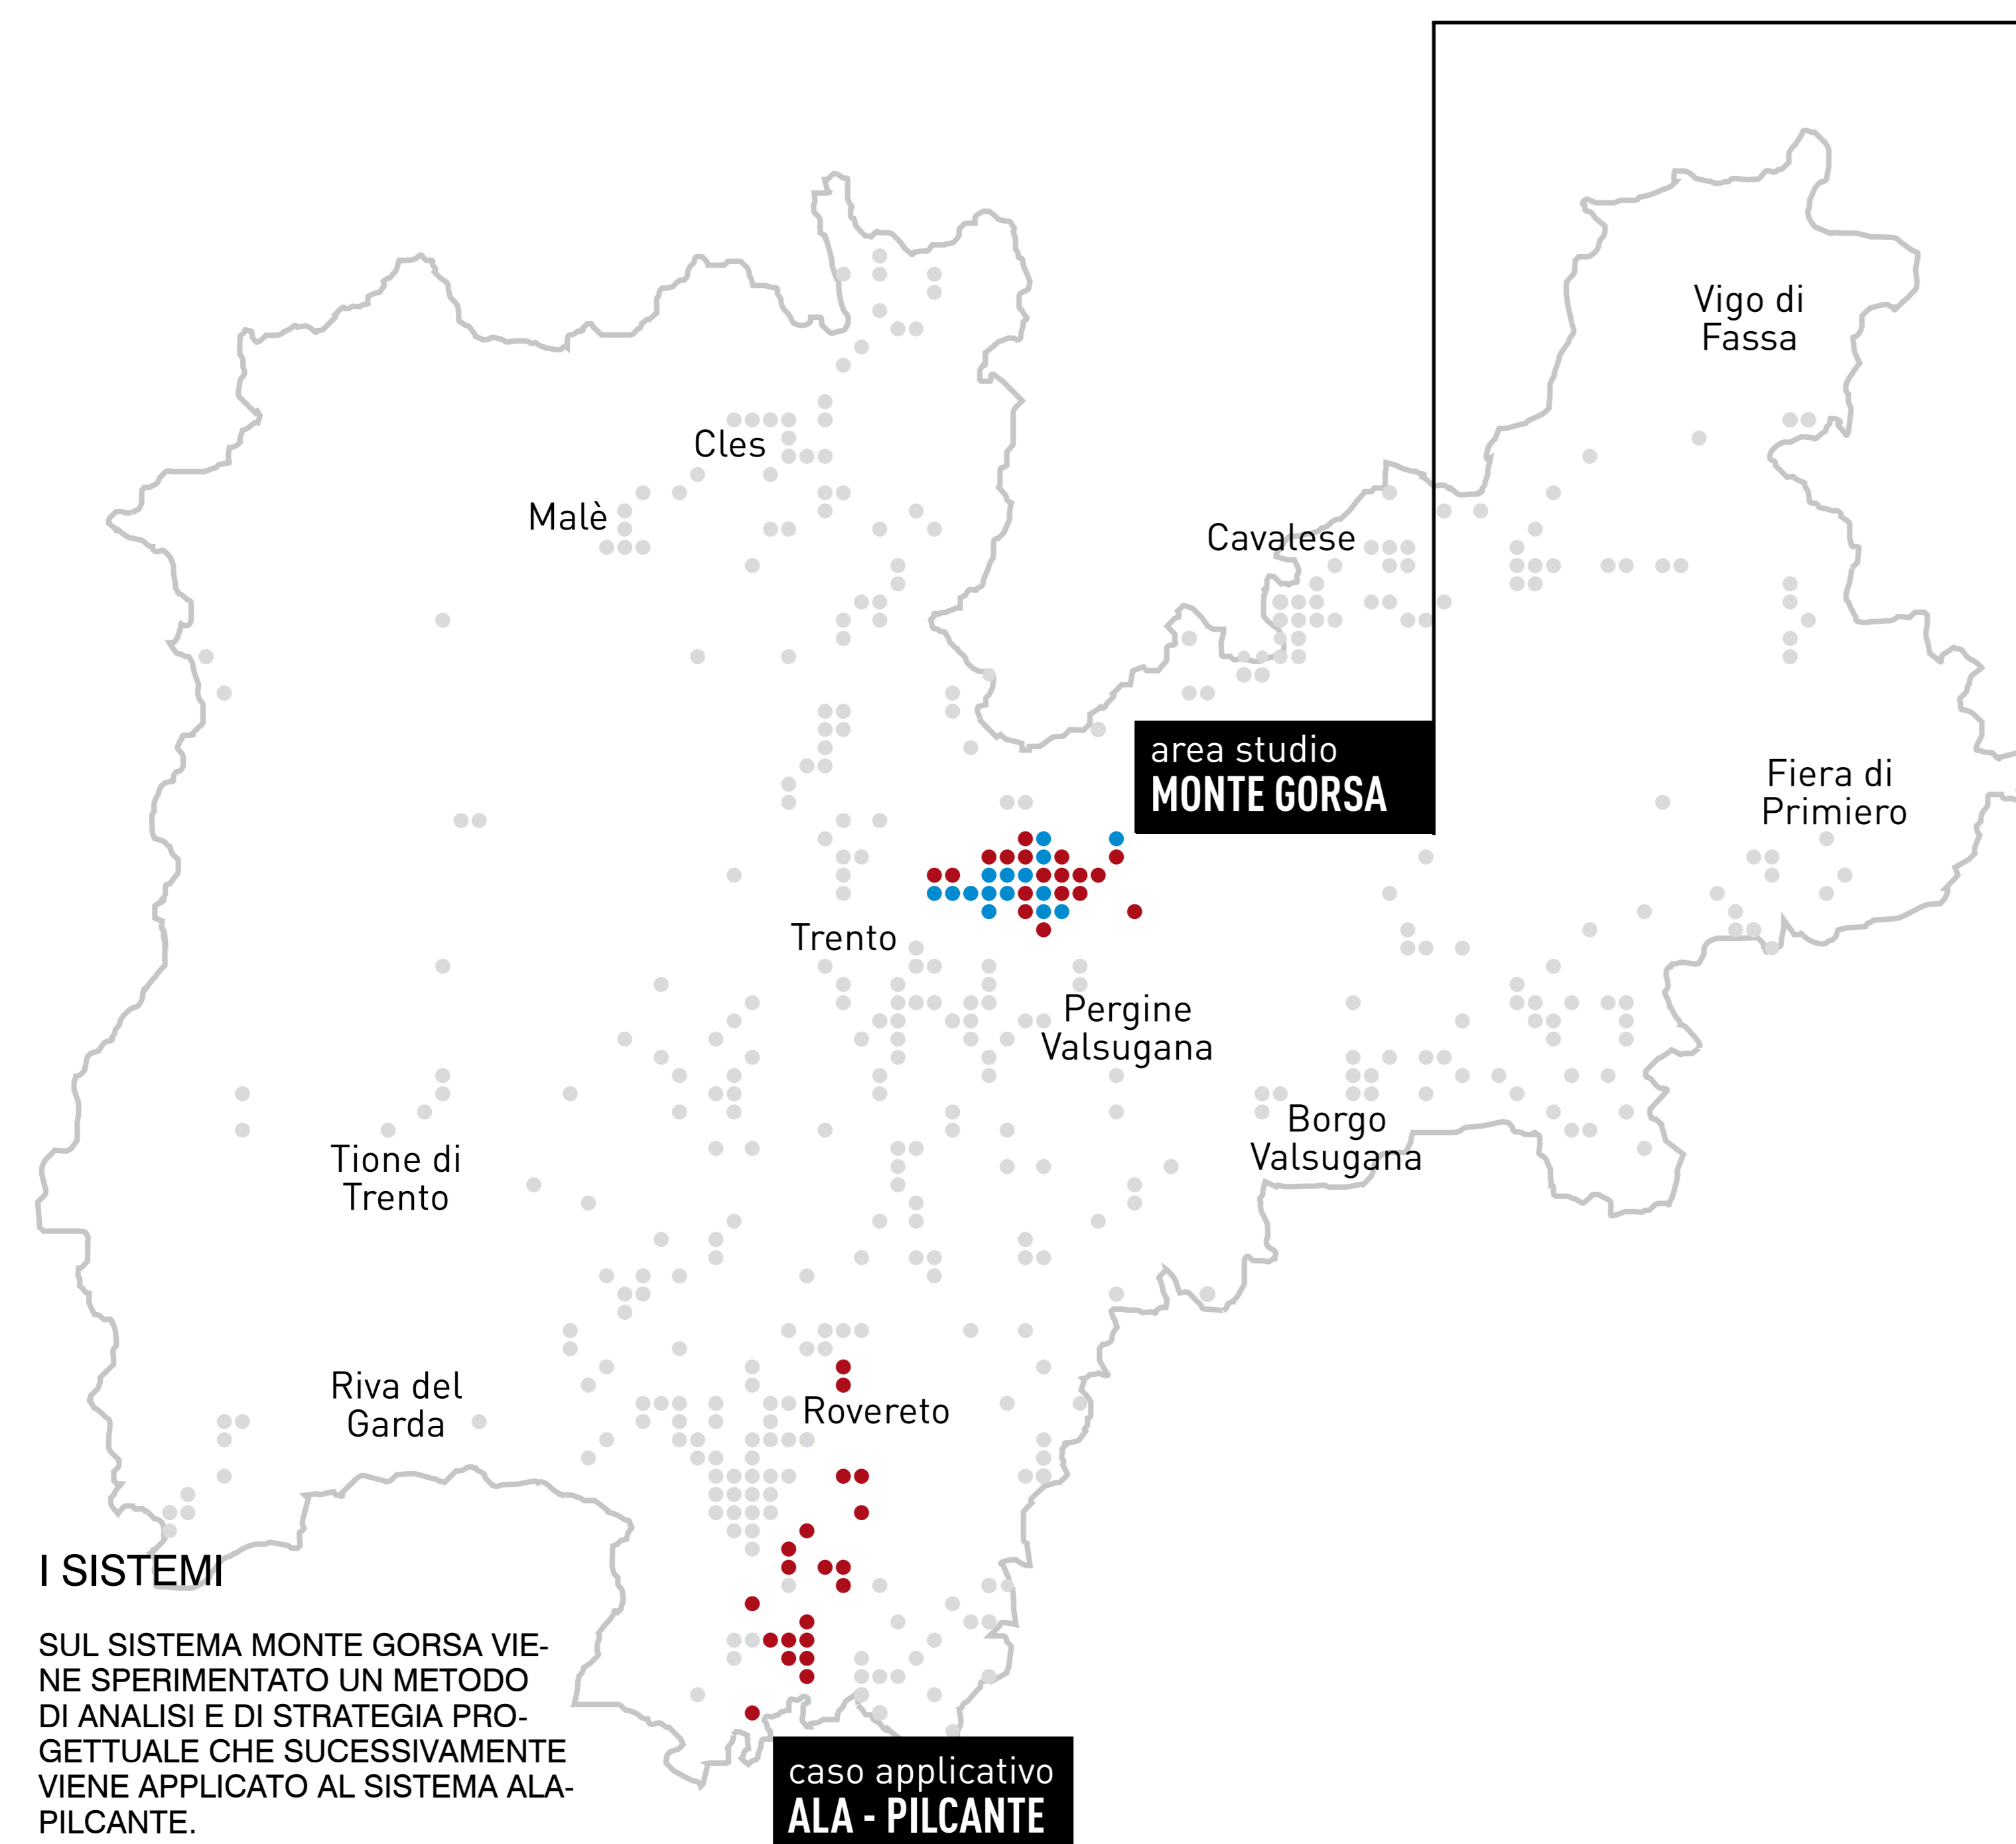 Vigo di
Fassa
Cles
Malè
Cavalese
area studio
MONTE GORSA
Fiera di
Primiero
Trento
Pergine
Valsugana
Borgo
Valsugana
Tione di
Trento
Riva del
Garda
Rovereto
I SISTEMI
SUL SISTEMA MONTE GORSA VIE-
NE SPERIMENTATO UN METODO
DI ANALISI E DI STRATEGIA PRO-
GETTUALE CHE SUCESSIVAMENTE
VIENE APPLICATO AL SISTEMA ALA-
PILCANTE.
caso applicativo
ALA - PILCANTE